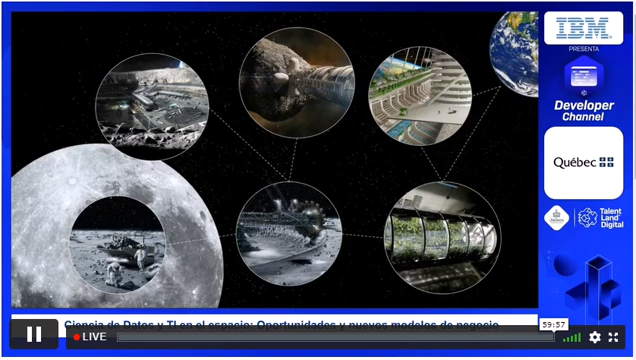 IBM
PRESENTA
Developer
Channel
Québec
Jalisco
Talent
Land
Digital
Ciencia de Datos y TI en el espacio: Oportunidades y nuevos modelos de negocio
59:57
LIVE